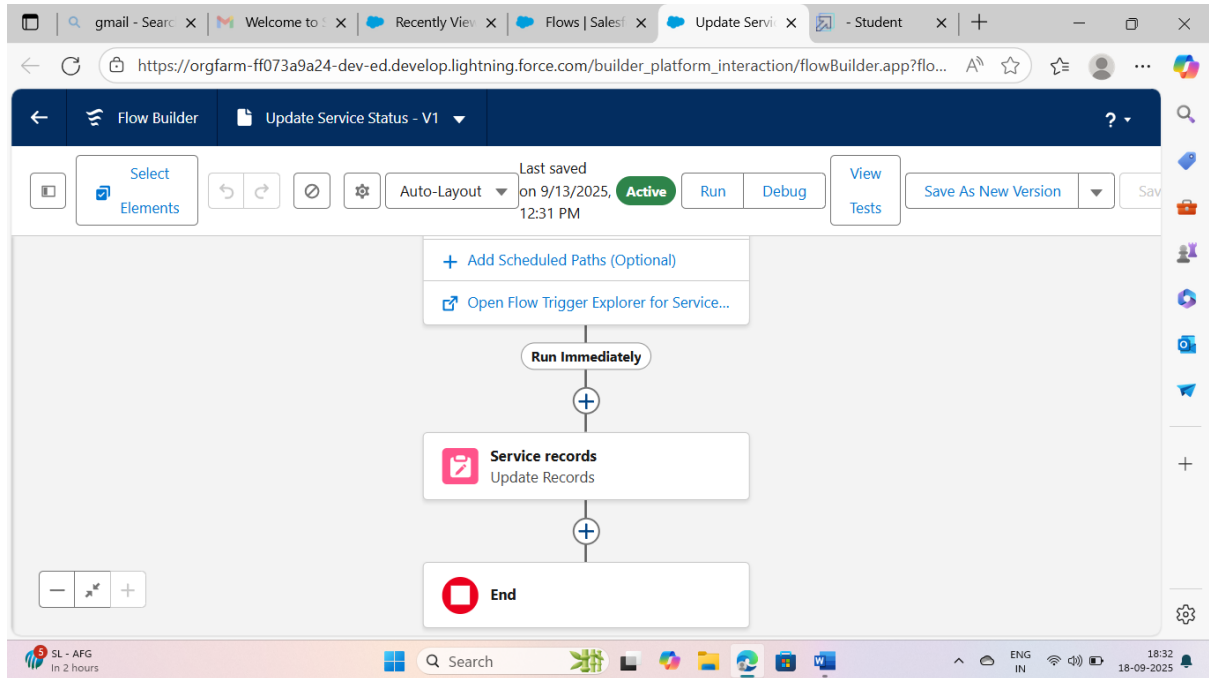 gmail - Searc
Welcome to S
Recently View
Flows | Salesf
Update Servic
- Student
https://orgfarm-ff073a9a24-dev-ed.develop.lightning.force.com/builder_platform_interaction/flowBuilder.app?flo...
Flow Builder
Update Service Status - V1
?
Select
Elements
Auto-Layout
Last saved
on 9/13/2025,
12:31 PM
Active
Run
Debug
View
Tests
Save As New Version
Sav
Add Scheduled Paths (Optional)
Open Flow Trigger Explorer for Service...
Run Immediately
Service records
Update Records
End
5
SL - AFG
In 2 hours
Search
ENG
IN
18:32
18-09-2025